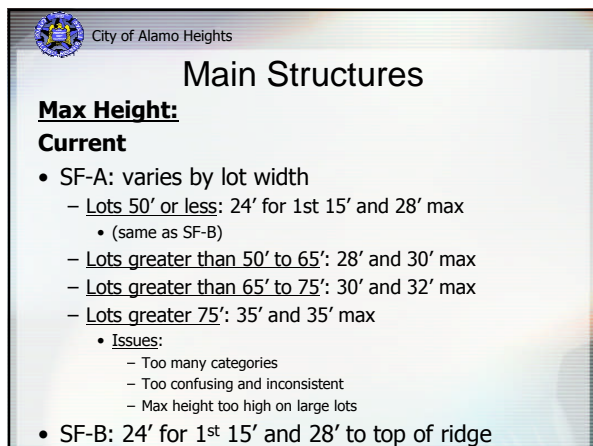 City of Alamo Heights
Main Structures
Max Height:
Current
• SF-A: varies by lot width
– Lots 50’ or less: 24’ for 1st 15’ and 28’ max
• (same as SF-B)
– Lots greater than 50’ to 65’: 28’ and 30’ max
– Lots greater than 65’ to 75’: 30’ and 32’ max
– Lots greater 75’: 35’ and 35’ max
• Issues:
– Too many categories
– Too confusing and inconsistent
– Max height too high on large lots
• SF-B: 24’ for 1st 15’ and 28’ to top of ridge